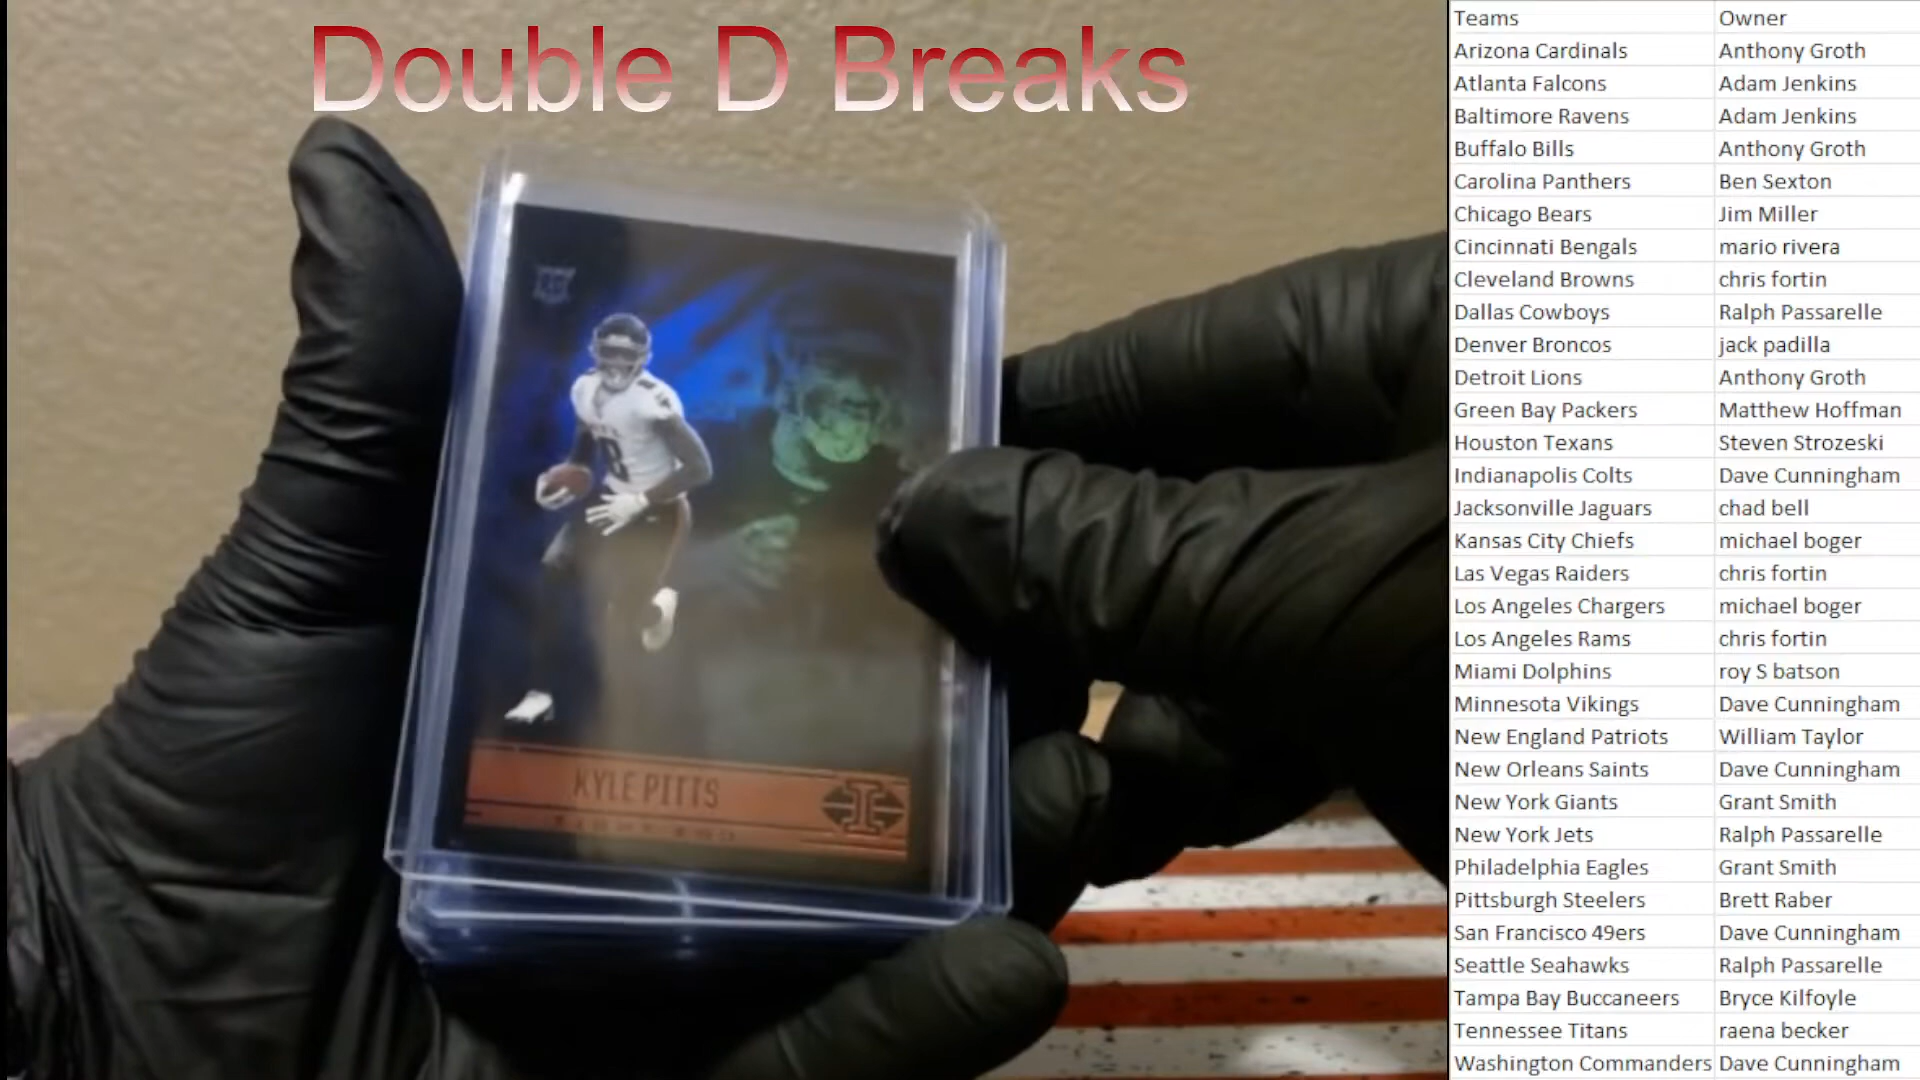 Double D Breaks
KYLE PITTS
Teams Owner
Arizona Cardinals Anthony Groth
Atlanta Falcons Adam Jenkins
Baltimore Ravens Adam Jenkins
Buffalo Bills Anthony Groth
Carolina Panthers Ben Sexton
Chicago Bears Jim Miller
Cincinnati Bengals mario rivera
Cleveland Browns chris fortin
Dallas Cowboys Ralph Passarelle
Denver Broncos jack padilla
Detroit Lions Anthony Groth
Green Bay Packers Matthew Hoffman
Houston Texans Steven Strozeski
Indianapolis Colts Dave Cunningham
Jacksonville Jaguars chad bell
Kansas City Chiefs michael boger
Las Vegas Raiders chris fortin
Los Angeles Chargers michael boger
Los Angeles Rams chris fortin
Miami Dolphins roy S batson
Minnesota Vikings Dave Cunningham
New England Patriots William Taylor
New Orleans Saints Dave Cunningham
New York Giants Grant Smith
New York Jets Ralph Passarelle
Philadelphia Eagles Grant Smith
Pittsburgh Steelers Brett Raber
San Francisco 49ers Dave Cunningham
Seattle Seahawks Ralph Passarelle
Tampa Bay Buccaneers Bryce Kilfoyle
Tennessee Titans raena becker
Washington Commanders Dave Cunningham